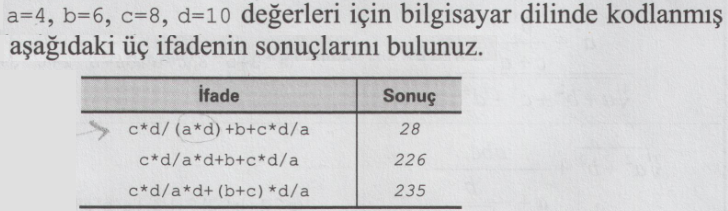 a=4, b=6, c=8, d=10 değerleri için bilgisayar dilinde kodlanmış
aşağıdaki üç ifadenin sonuçlarını bulunuz.
İfade Sonuç
c*d/(a*d)+b+c*d/a 28
c*d/a*d+b+c*d/a 226
c*d/a*d+(b+c)*d/a 235